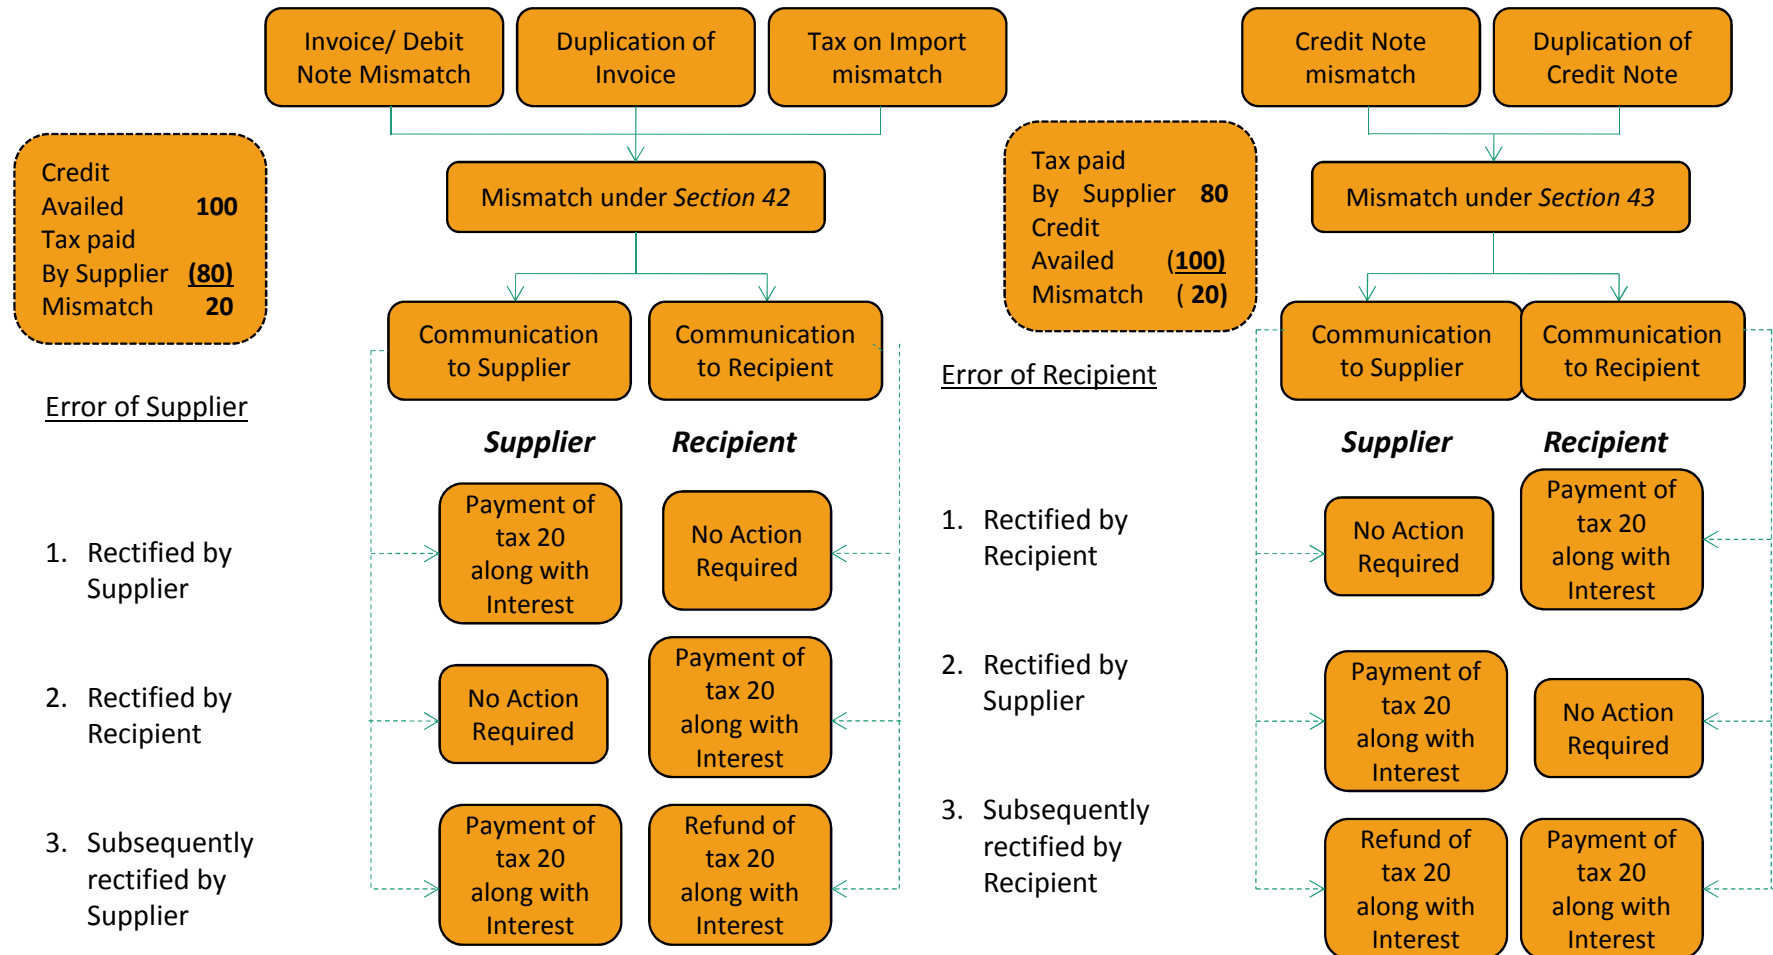 Invoice/ Debit
Note Mismatch
Duplication of
Invoice
Tax on Import
mismatch
Credit
Availed 100
Tax paid
By Supplier (80)
Mismatch 20
Mismatch under Section 42
Communication
to Supplier
Communication
to Recipient
Error of Supplier
Supplier Recipient
1. Rectified by
Supplier
Payment of
tax 20
along with
Interest
No Action
Required
2. Rectified by
Recipient
No Action
Required
Payment of
tax 20
along with
Interest
3. Subsequently
rectified by
Supplier
Payment of
tax 20
along with
Interest
Refund of
tax 20
along with
Interest
Credit Note
mismatch
Duplication of
Credit Note
Tax paid
By Supplier 80
Credit
Availed (100)
Mismatch ( 20)
Mismatch under Section 43
Communication
to Supplier
Communication
to Recipient
Error of Recipient
Supplier Recipient
1. Rectified by
Recipient
No Action
Required
Payment of
tax 20
along with
Interest
2. Rectified by
Supplier
Payment of
tax 20
along with
Interest
No Action
Required
3. Subsequently
rectified by
Recipient
Refund of
tax 20
along with
Interest
Payment of
tax 20
along with
Interest